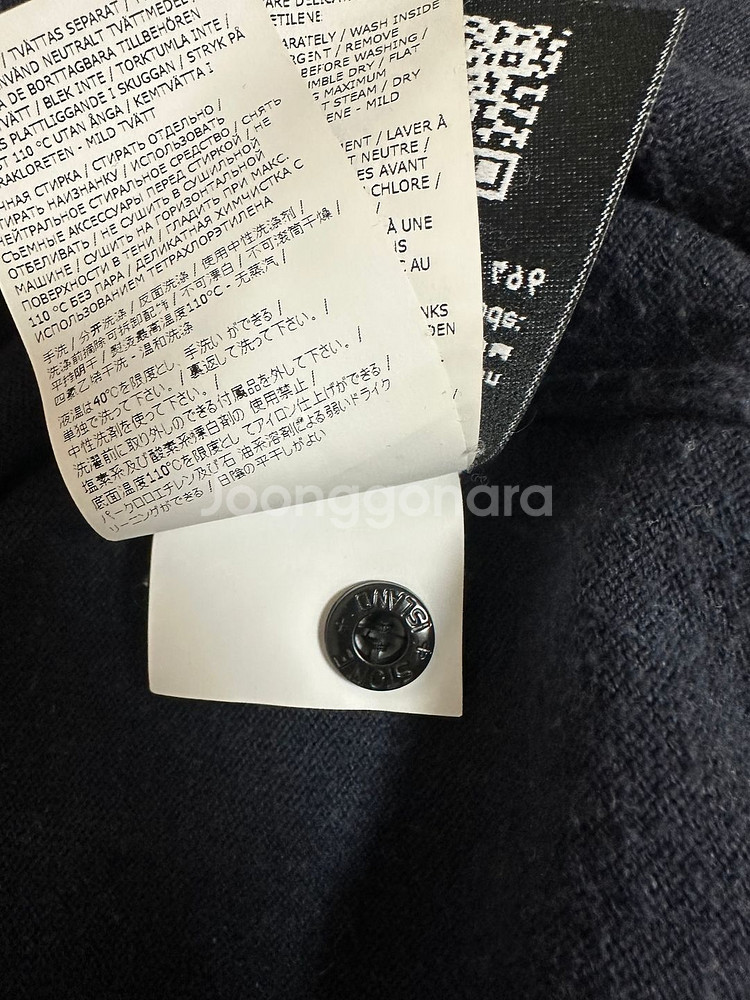 / TVÄTTAS SEPARAT /
ANVÄND NEUTRALT TVÄTTMEDEL
A DE BORTTAGBARA TILLBEHÖREN
TVÄTT / BLEK INTE / TORKTUMLA INTE /
S PLATTLIGGANDE I SKUGGAN / STRYK PÅ
ST 110 °C UTAN ÅNGA / KEMTVÄTTA I
RAKLORETEN - MILD TVÄTT
ЧНАЯ СТИРКА / СТИРАТЬ ОТДЕЛЬНО /
ТИРАТЬ НАИЗНАНКУ / ИСПОЛЬЗОВАТЬ
НЕЙТРАЛЬНОЕ СТИРАЛЬНОЕ СРЕДСТВО / СНЯТЬ
СЪЕМНЫЕ АКСЕССУАРЫ ПЕРЕД СТИРКОЙ / НЕ
ОТБЕЛИВАТЬ / НЕ СУШИТЬ В СУШИЛЬНОЙ
МАШИНЕ / СУШИТЬ НА ГОРИЗОНТАЛЬНОЙ
ПОВЕРХНОСТИ В ТЕНИ / ГЛАДИТЬ ПРИ МАКС.
110 °C БЕЗ ПАРА / ДЕЛИКАТНАЯ ХИМЧИСТКА С
ИСПОЛЬЗОВАНИЕМ ТЕТРАХЛОРЭТИЛЕНА
手洗 / 分开洗涤 / 反面洗涤 / 使用中性洗涤剂 /
洗涤前摘除可拆卸配件 / 不可漂白 / 不可滚筒干燥 /
平摊阴干 / 熨烫最高温度110°C - 无蒸汽 /
四氯乙烯干洗 - 温和洗涤
液温は40℃を限度とし、手洗い ができる /
単独で洗って下さい。/ 裏返して洗って下さい。 /
中性洗剤を使って下さい。/
洗濯前に取り外しのできる付属品を外して下さい。/
塩素系及び酸素系漂白剤の 使用禁止 /
底面温度110℃を限度とし てアイロン仕上げができる /
パークロロエチレン及び石 油系溶剤による弱いドライク
リーニングができる / 日陰の平干しがよい
ETILENE
ARATELY / WASH INSIDE
RGENT / REMOVE
BEFORE WASHING /
MBLE DRY / FLAT
S MAXIMUM
T STEAM / DRY
ENE - MILD
ENT / LAVER À
T NEUTRE /
ES AVANT
CHLORE /
À UNE
NS
C AU
NKS
DEN
STONE ISLAND
Joonggonara